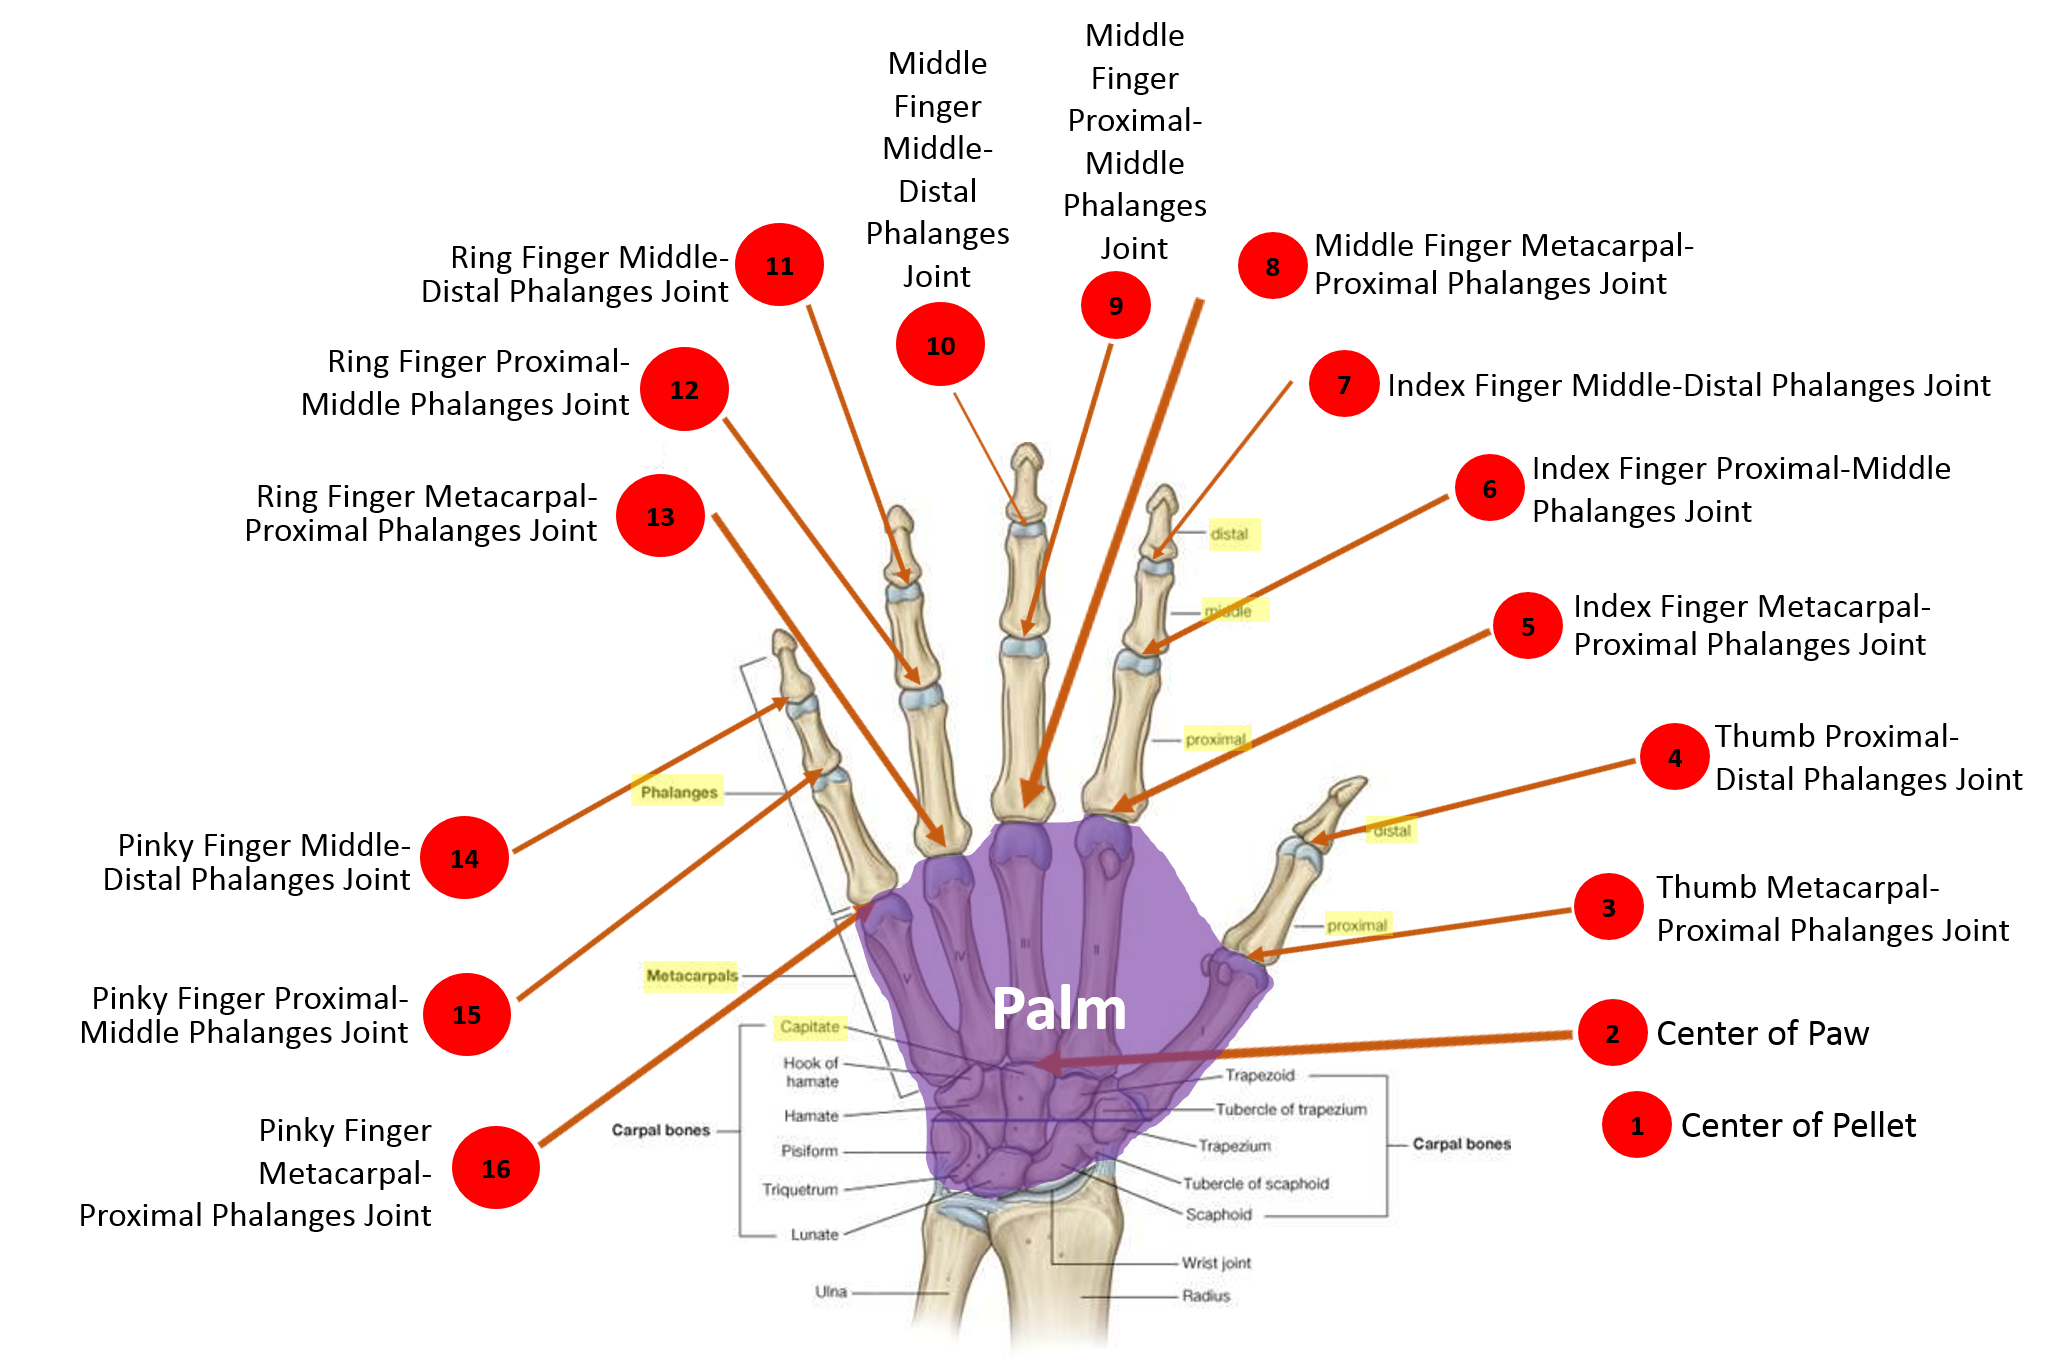 Middle
Finger
Proximal-
Middle
Phalanges
Joint
9
Middle
Finger
Middle-
Distal
Phalanges
Joint
10
Ring Finger Middle-
Distal Phalanges Joint
11
8
Middle Finger Metacarpal-
Proximal Phalanges Joint
Ring Finger Proximal-
Middle Phalanges Joint
12
7
Index Finger Middle-Distal Phalanges Joint
Ring Finger Metacarpal-
Proximal Phalanges Joint
13
6
Index Finger Proximal-Middle
Phalanges Joint
distal
middle
proximal
5
Index Finger Metacarpal-
Proximal Phalanges Joint
4
Thumb Proximal-
Distal Phalanges Joint
Phalanges
distal
proximal
Pinky Finger Middle-
Distal Phalanges Joint
14
3
Thumb Metacarpal-
Proximal Phalanges Joint
Metacarpals
V
IV
III
II
I
Palm
Pinky Finger Proximal-
Middle Phalanges Joint
15
2
Center of Paw
1
Center of Pellet
Capitate
Hook of
hamate
Hamate
Carpal bones
Pisiform
Triquetrum
Lunate
Ulna
Trapezoid
Tubercle of trapezium
Trapezium
Carpal bones
Tubercle of scaphoid
Scaphoid
Wrist joint
Radius
Pinky Finger
Metacarpal-
Proximal Phalanges Joint
16